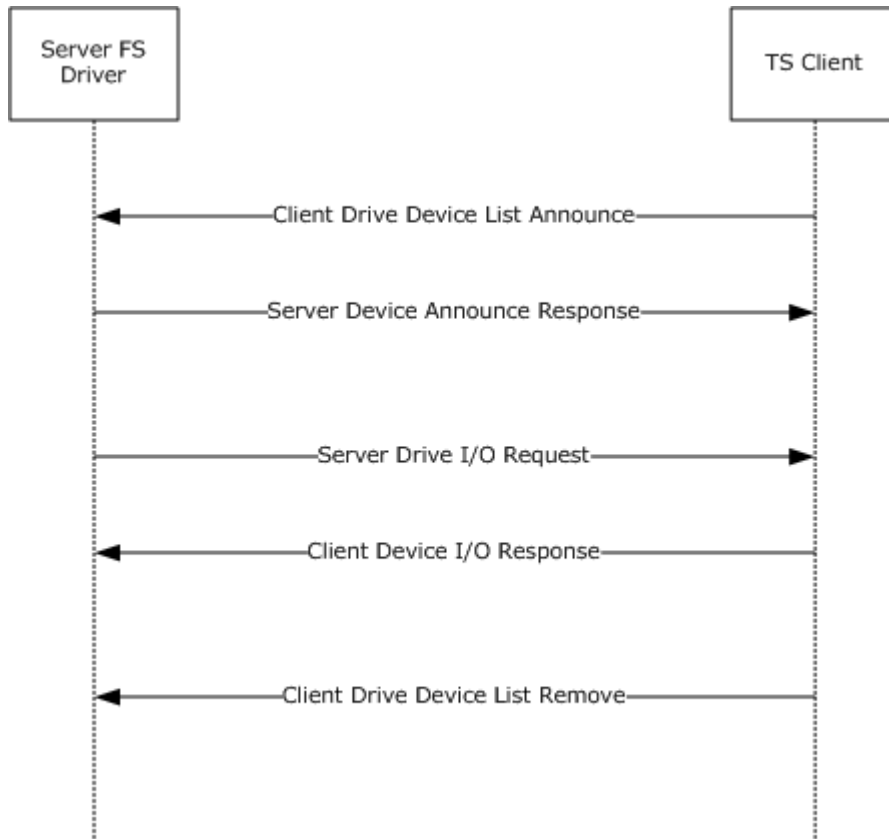 Server FS
Driver
TS Client
Client Drive Device List Announce
Server Device Announce Response
Server Drive I/O Request
Client Device I/O Response
Client Drive Device List Remove